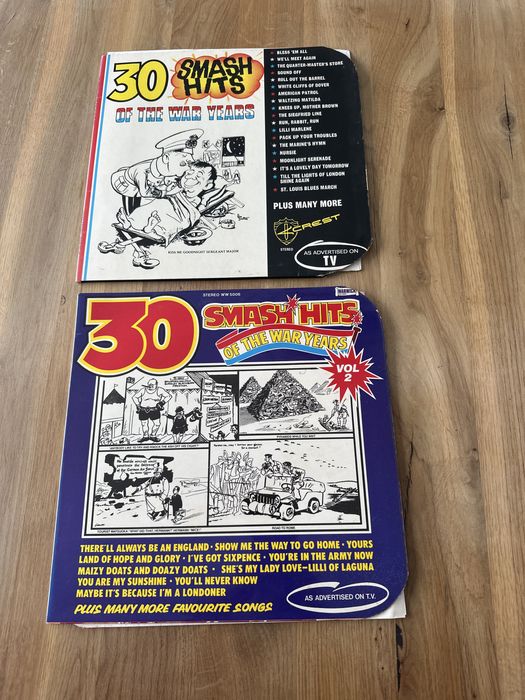 30 SMASH HITS
OF THE WAR YEARS
BLESS 'EM ALL
WE'LL MEET AGAIN
THE QUARTER-MASTER'S STORE
SOUND OFF
ROLL OUT THE BARREL
WHITE CLIFFS OF DOVER
AMERICAN PATROL
WALTZING MATILDA
KNEES UP, MOTHER BROWN
THE SIEGFRIED LINE
RUN, RABBIT, RUN
LILLI MARLENE
PACK UP YOUR TROUBLES
THE MARINE'S HYMN
NURSIE
MOONLIGHT SERENADE
IT'S A LOVELY DAY TOMORROW
TILL THE LIGHTS OF LONDON
SHINE AGAIN
ST. LOUIS BLUES MARCH
PLUS MANY MORE
CREST
STEREO
AS ADVERTISED ON
TV
KISS ME GOODNIGHT SERGEANT MAJOR
STEREO WW 5006
30 SMASH HITS
OF THE WAR YEARS
VOL
2
PYRAMIDS WHILE YOU WAIT
ROAD TO ROME
THERE'LL ALWAYS BE AN ENGLAND · SHOW ME THE WAY TO GO HOME · YOURS
LAND OF HOPE AND GLORY · I'VE GOT SIXPENCE · YOU'RE IN THE ARMY NOW
MAIZY DOATS AND DOAZY DOATS · SHE'S MY LADY LOVE–LILLI OF LAGUNA
YOU ARE MY SUNSHINE · YOU'LL NEVER KNOW
MAYBE IT'S BECAUSE I'M A LONDONER
PLUS MANY MORE FAVOURITE SONGS
AS ADVERTISED ON T.V.